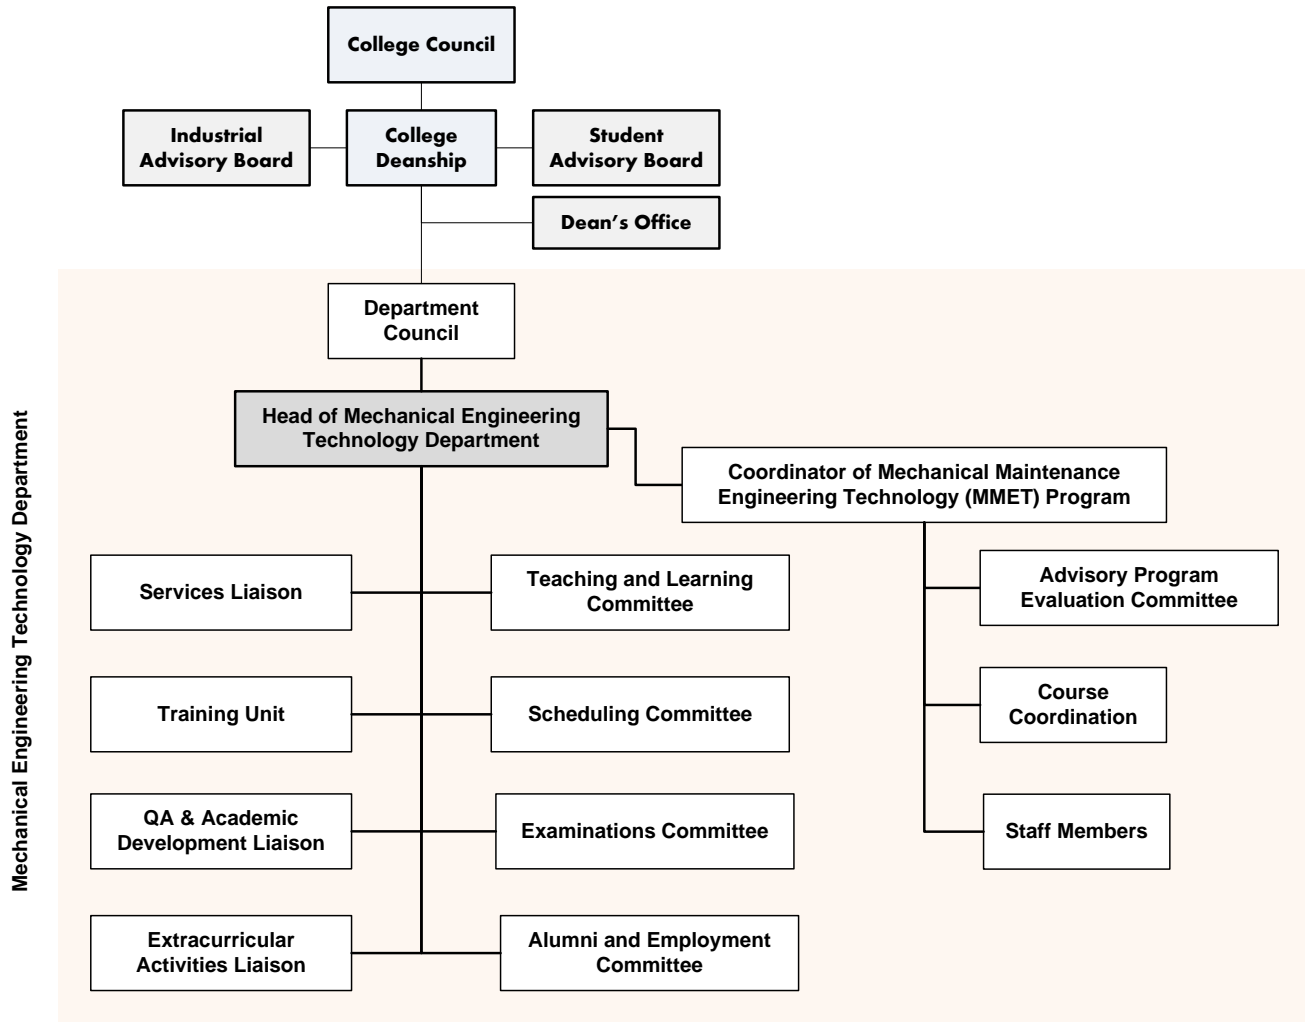 College Council
Industrial
Advisory Board
College
Deanship
Student
Advisory Board
Dean's Office
Department
Council
Mechanical Engineering Technology Department
Head of Mechanical Engineering
Technology Department
Coordinator of Mechanical Maintenance
Engineering Technology (MMET) Program
Services Liaison
Teaching and Learning
Committee
Advisory Program
Evaluation Committee
Training Unit
Scheduling Committee
Course
Coordination
QA & Academic
Development Liaison
Examinations Committee
Staff Members
Extracurricular
Activities Liaison
Alumni and Employment
Committee